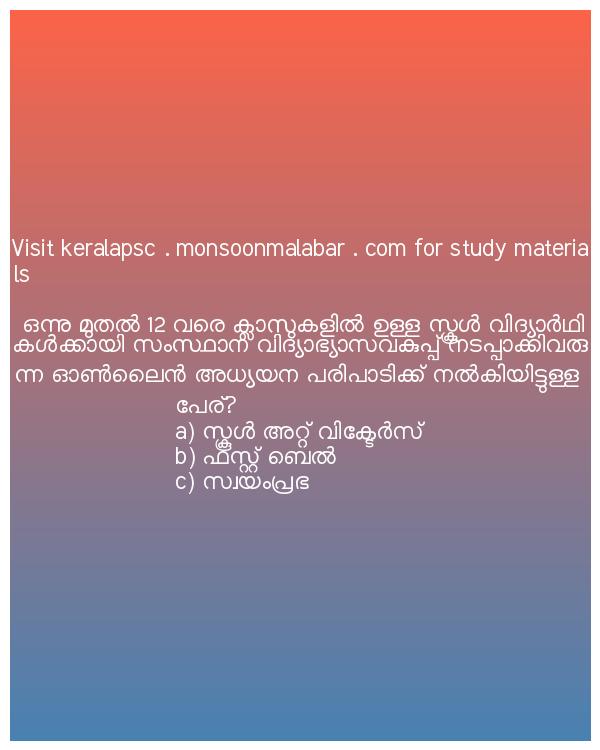 Visit keralapsc . monsoonmalabar . com for study materia
ls
ഒന്നു മുതൽ 12 വരെ ക്ലാസുകളിൽ ഉള്ള സ്കൂൾ വിദ്യാർഥി
കൾക്കായി സംസ്ഥാന വിദ്യാഭ്യാസവകുപ്പ് നടപ്പാക്കിവരു
ന്ന ഓൺലൈൻ അധ്യയന പരിപാടിക്ക് നൽകിയിട്ടുള്ള
പേര്?
a) സ്കൂൾ അറ്റ് വിക്ടേർസ്
b) ഫസ്റ്റ് ബെൽ
c) സ്വയംപ്രഭ